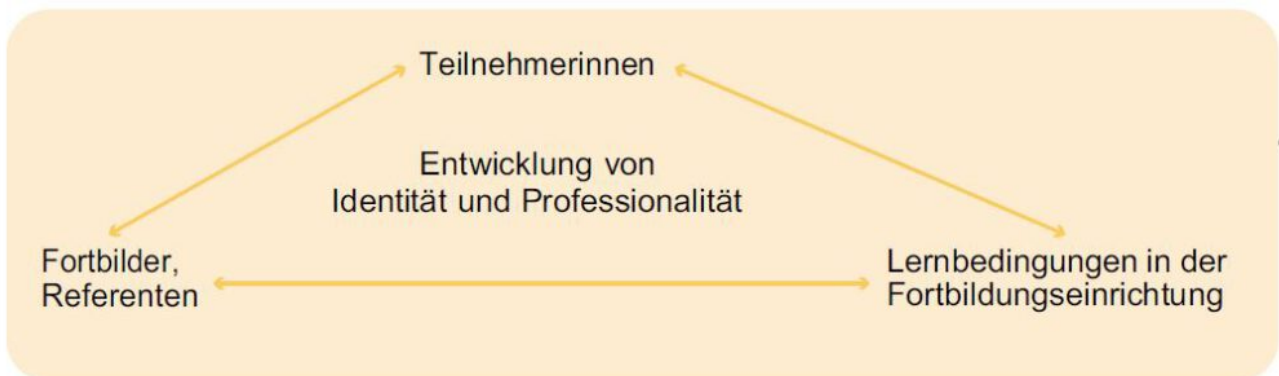 Teilnehmerinnen
Entwicklung von
Identität und Professionalität
Fortbilder,
Referenten
Lernbedingungen in der
Fortbildungseinrichtung